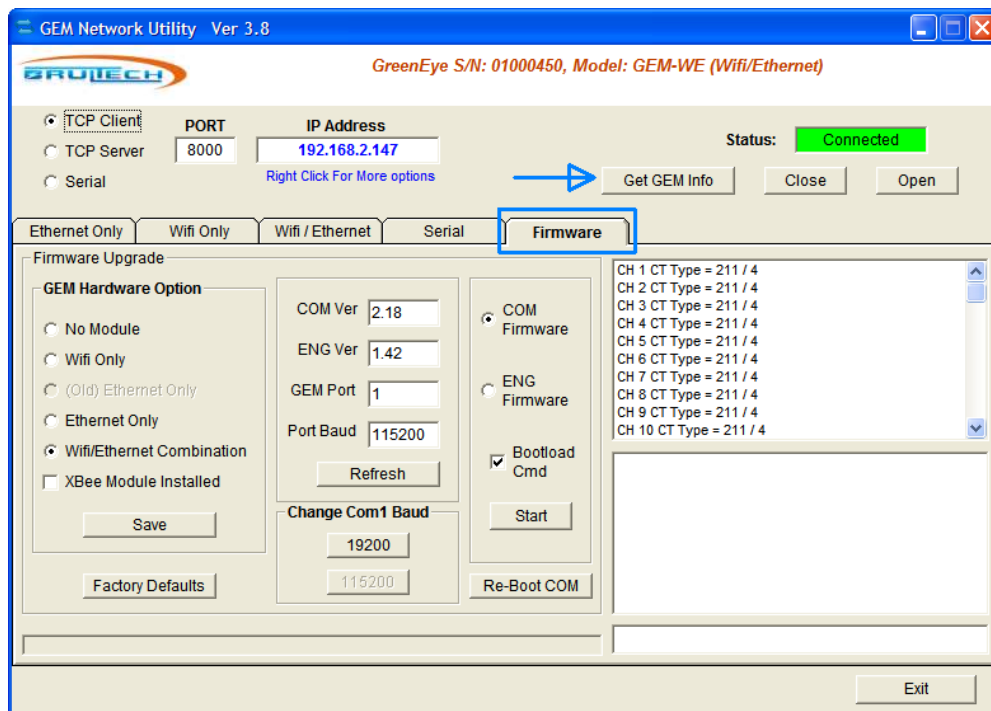 GEM Network Utility Ver 3.8
BRULTECH
GreenEye S/N: 01000450, Model: GEM-WE (Wifi/Ethernet)
TCP Client
TCP Server
Serial
PORT
8000
IP Address
192.168.2.147
Right Click For More options
Status:
Connected
Get GEM Info
Close
Open
Ethernet Only
Wifi Only
Wifi / Ethernet
Serial
Firmware
Firmware Upgrade
GEM Hardware Option
No Module
Wifi Only
(Old) Ethernet Only
Ethernet Only
Wifi/Ethernet Combination
XBee Module Installed
Save
Factory Defaults
COM Ver
2.18
ENG Ver
1.42
GEM Port
1
Port Baud
115200
Refresh
Change Com1 Baud
19200
115200
COM
Firmware
ENG
Firmware
Bootload
Cmd
Start
Re-Boot COM
CH 1 CT Type = 211 / 4
CH 2 CT Type = 211 / 4
CH 3 CT Type = 211 / 4
CH 4 CT Type = 211 / 4
CH 5 CT Type = 211 / 4
CH 6 CT Type = 211 / 4
CH 7 CT Type = 211 / 4
CH 8 CT Type = 211 / 4
CH 9 CT Type = 211 / 4
CH 10 CT Type = 211 / 4
Exit